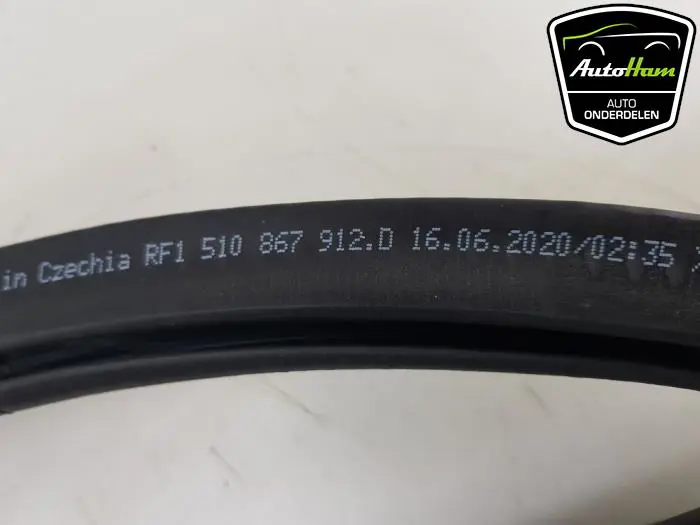 AutoHam
AUTO
ONDERDELEN
in Czechia RF1 510 867 912.D 16.06.2020/02:35